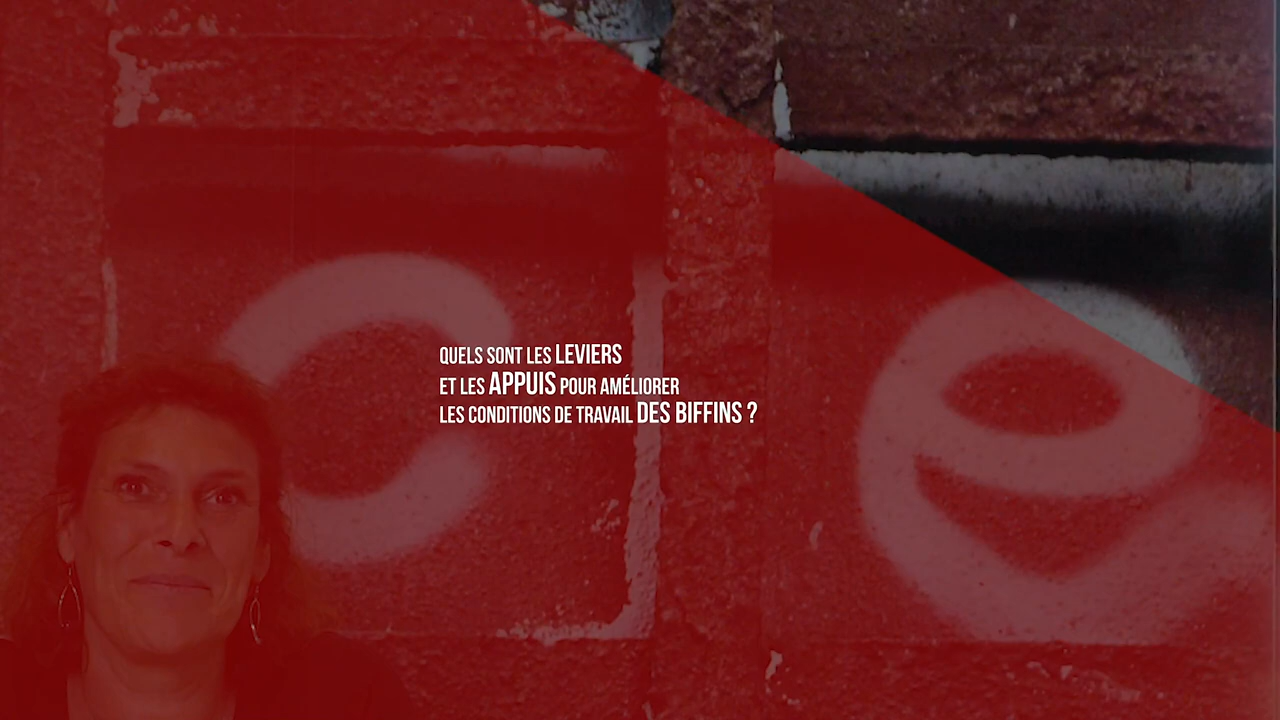 QUELS SONT LES LEVIERS
ET LES APPUIS POUR AMÉLIORER
LES CONDITIONS DE TRAVAIL DES BIFFINS ?
c e